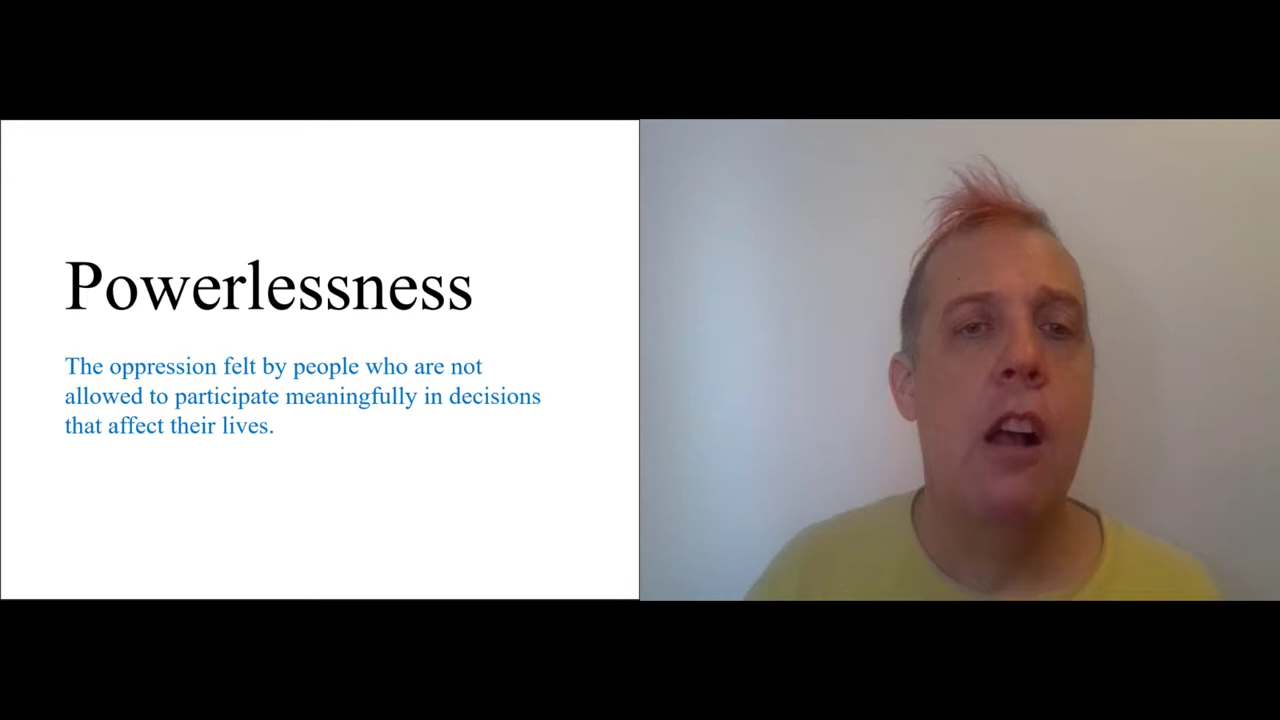 Powerlessness
The oppression felt by people who are not
allowed to participate meaningfully in decisions
that affect their lives.